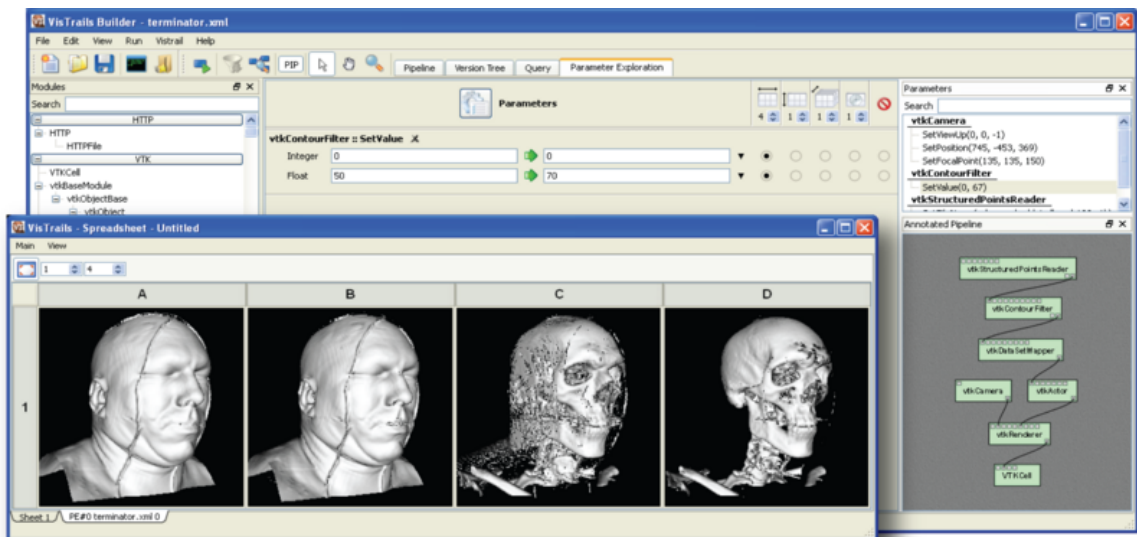 VisTrails Builder - terminator.xml
File Edit View Run Vistrail Help
PIP Pipeline Version Tree Query Parameter Exploration
Modules
Search
HTTP
HTTP
HTTPFile
VTK
VTKCell
vtkBaseModule
vtkObjectBase
vtkObject
Parameters
4 1 1 1
vtkContourFilter :: SetValue X
Integer 0 0
Float 50 70
Parameters
Search
vtkCamera
SetViewUp(0, 0, -1)
SetPosition(745, -453, 369)
SetFocalPoint(135, 135, 150)
vtkContourFilter
SetValue(0, 67)
vtkStructuredPointsReader
Annotated Pipeline
vtkStructuredPointsReader
vtkContourFilter
vtkDataSetMapper
vtkCamera vtkActor
vtkRenderer
VTKCell
VisTrails - Spreadsheet - Untitled
Main View
1 4
A B C D
1
Sheet 1 PE#0 terminator.xml 0